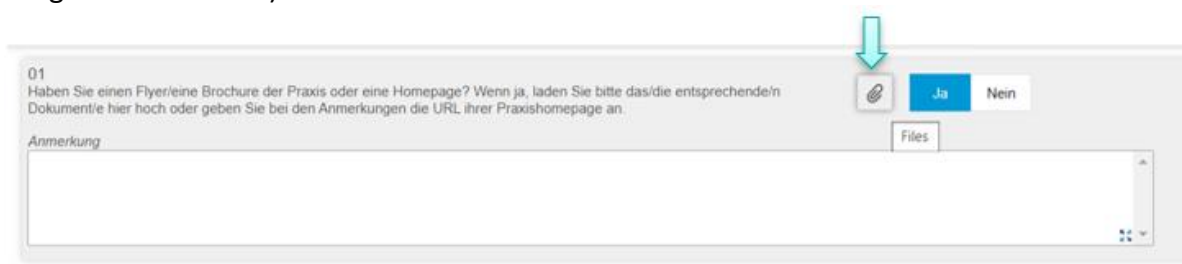 01
Haben Sie einen Flyer/eine Brochure der Praxis oder eine Homepage? Wenn ja, laden Sie bitte das/die entsprechende/n
Dokument/e hier hoch oder geben Sie bei den Anmerkungen die URL ihrer Praxishomepage an.
Ja Nein
Files
Anmerkung